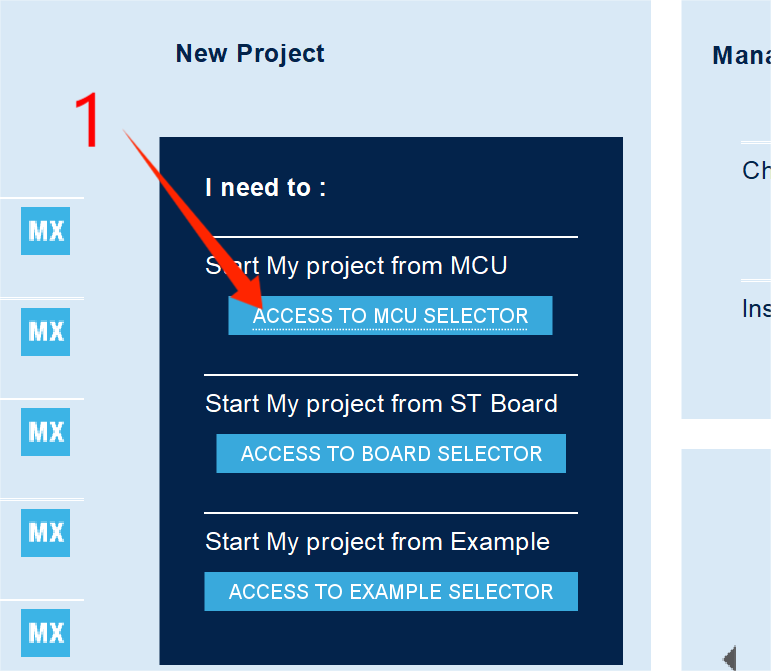 New Project
Mana
1
I need to :
Ch
MX
Start My project from MCU
ACCESS TO MCU SELECTOR
Ins
MX
Start My project from ST Board
MX
ACCESS TO BOARD SELECTOR
MX
Start My project from Example
ACCESS TO EXAMPLE SELECTOR
MX